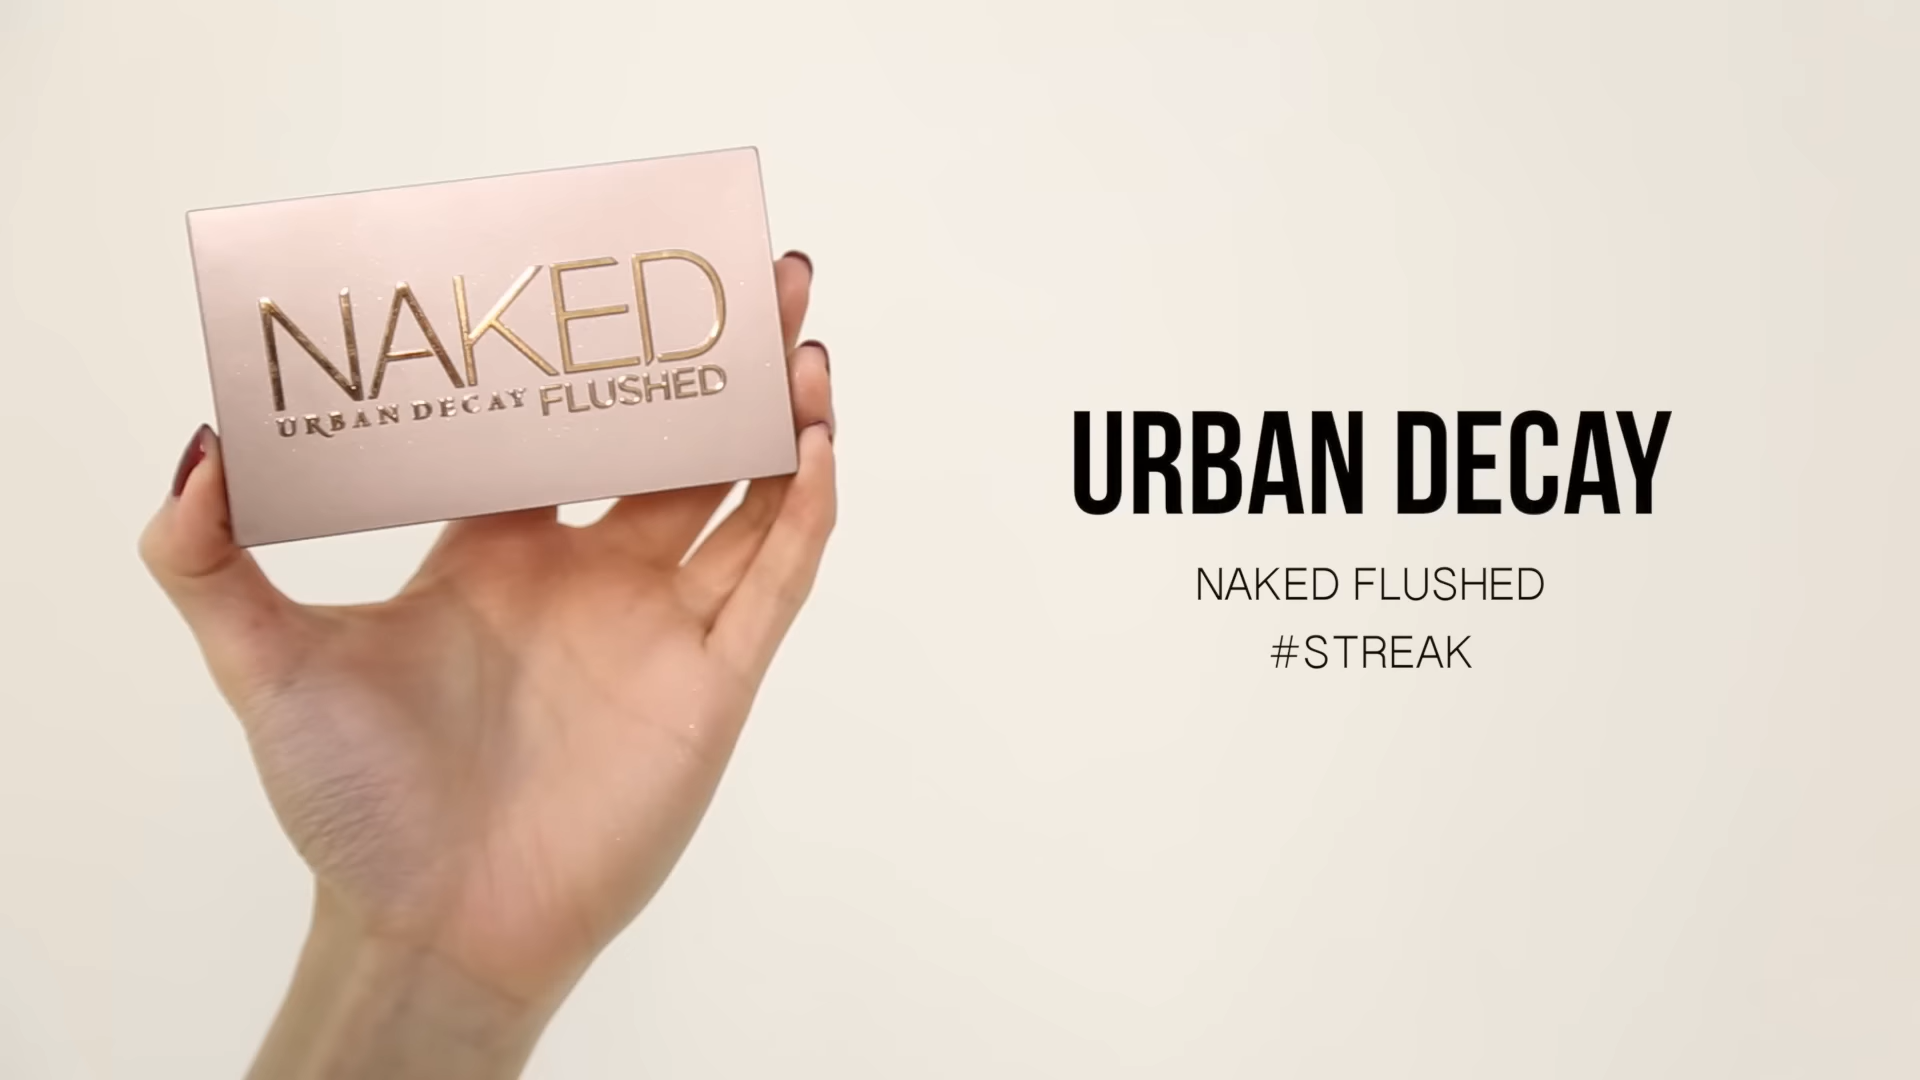 NAKED
URBAN DECAY FLUSHED
URBAN DECAY
NAKED FLUSHED
#STREAK